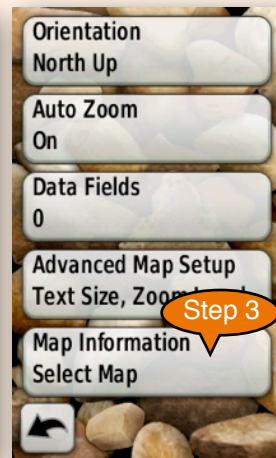 Orientation
North Up
Auto Zoom
On
Data Fields
0
Advanced Map Setup
Text Size,
Step 3
Map Information
Select Map